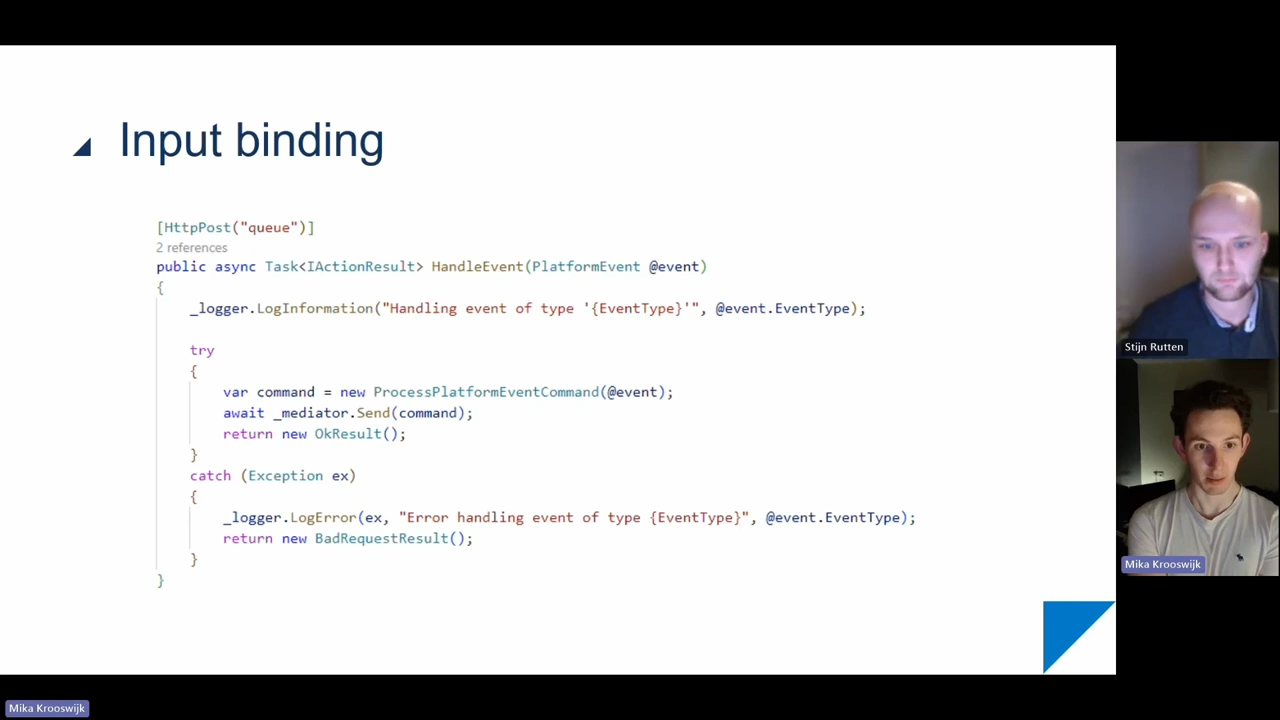 Input binding
[HttpPost("queue")]
2 references
public async Task<IActionResult> HandleEvent(PlatformEvent @event)
{
_logger.LogInformation("Handling event of type '{EventType}'", @event.EventType);
try
{
var command = new ProcessPlatformEventCommand(@event);
await _mediator.Send(command);
return new OkResult();
}
catch (Exception ex)
{
_logger.LogError(ex, "Error handling event of type {EventType}", @event.EventType);
return new BadRequestResult();
}
}
Stijn Rutten
Mika Krooswijk
Mika Krooswijk